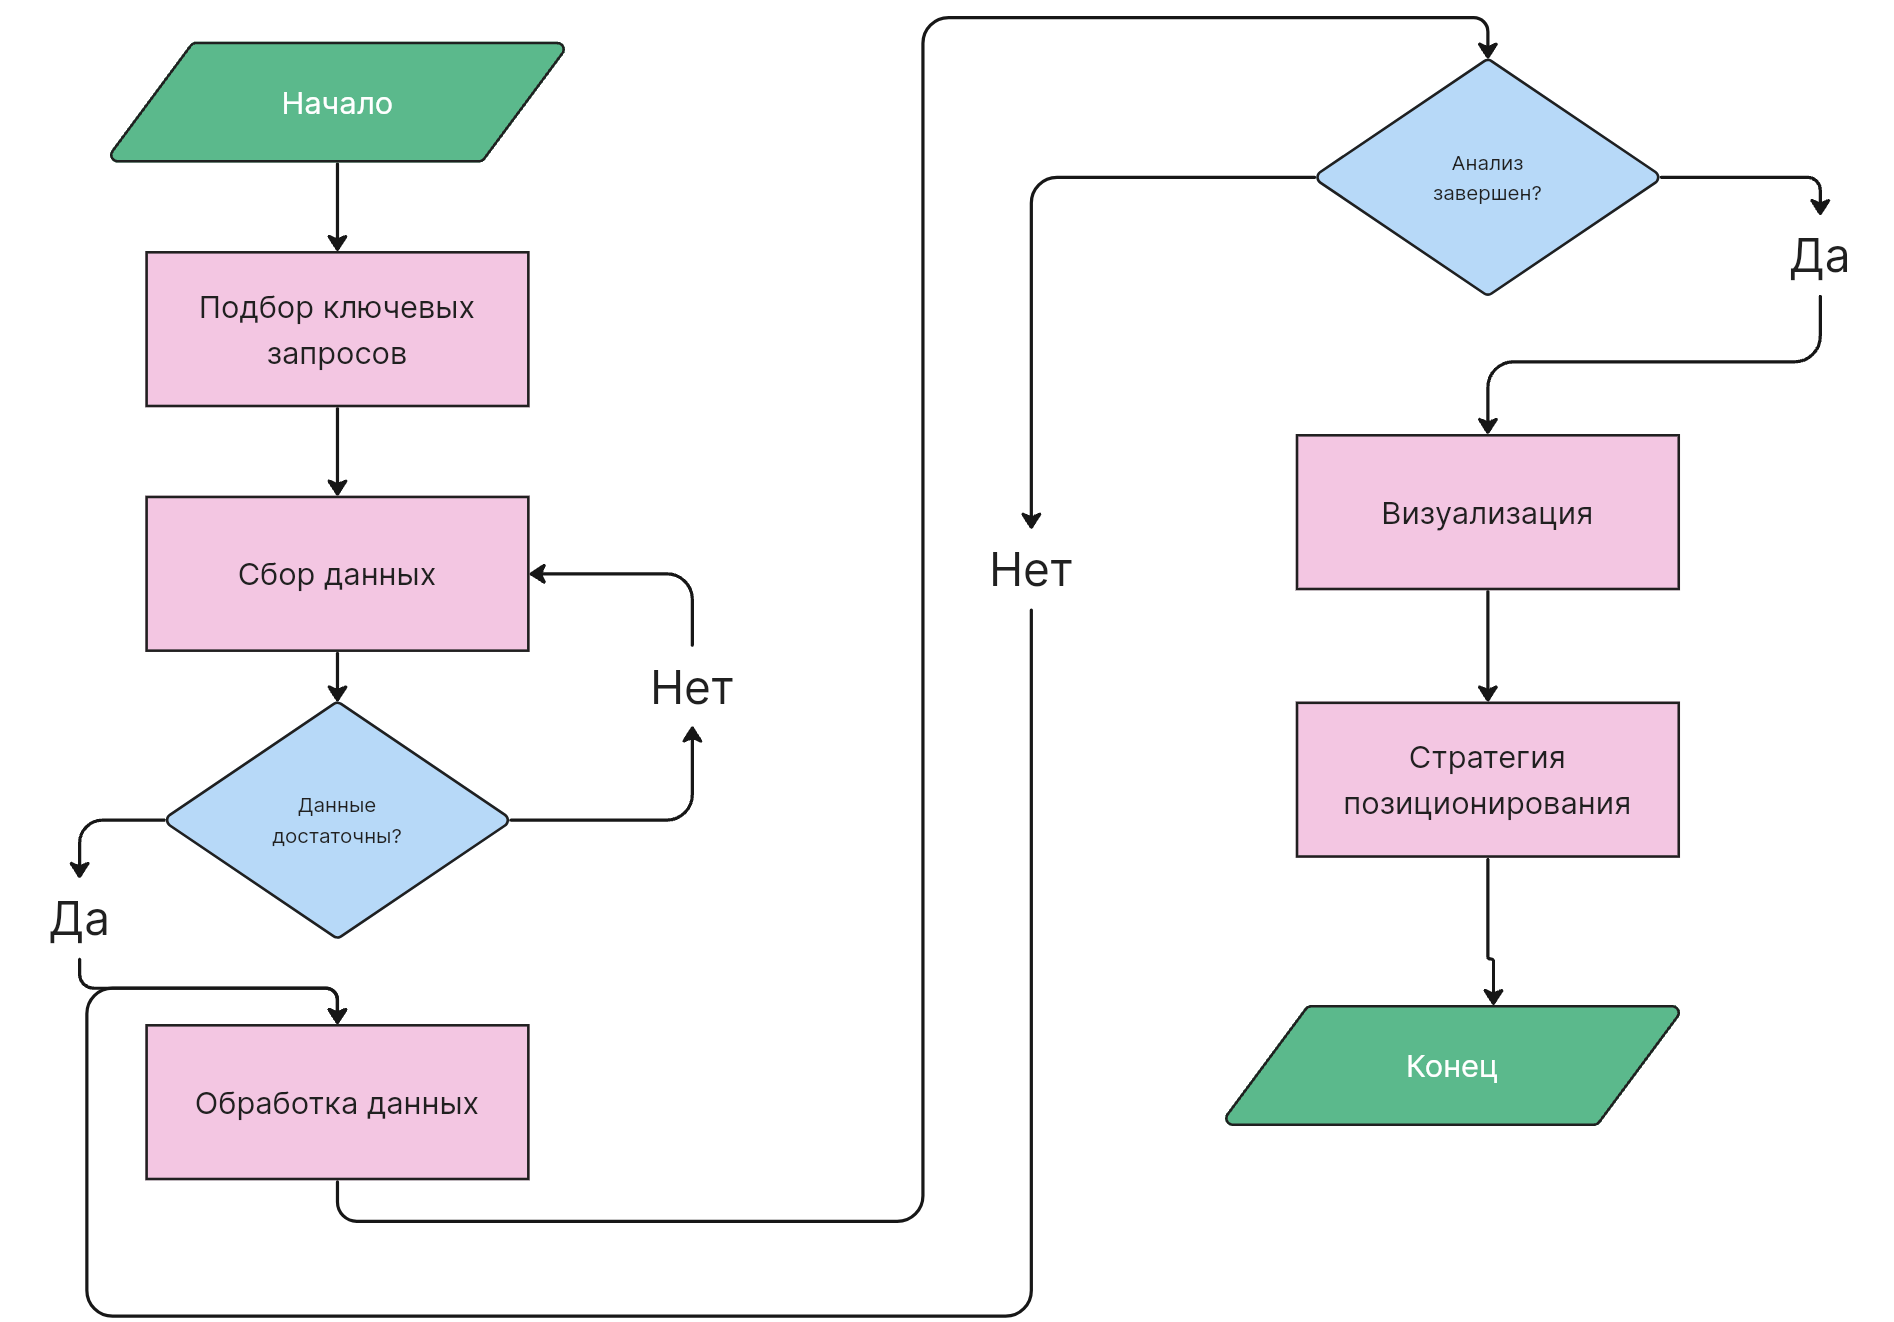 Начало
Подбор ключевых
запросов
Сбор данных
Нет
Данные
достаточны?
Да
Обработка данных
Анализ
завершен?
Да
Нет
Визуализация
Стратегия
позиционирования
Конец